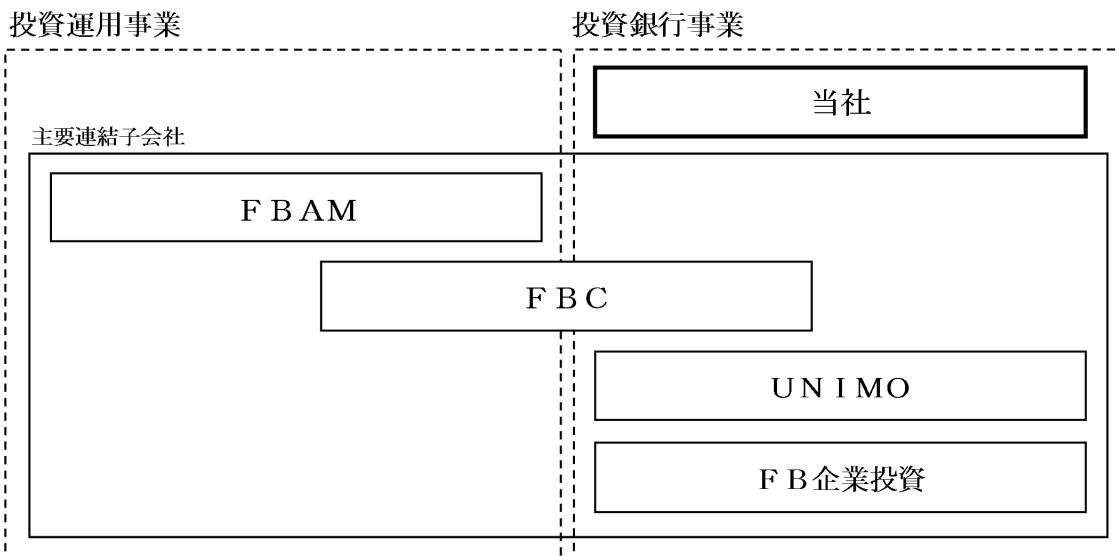 投資運用事業
投資銀行事業
当社
主要連結子会社
ＦＢＡＭ
ＦＢＣ
ＵＮＩＭＯ
ＦＢ企業投資